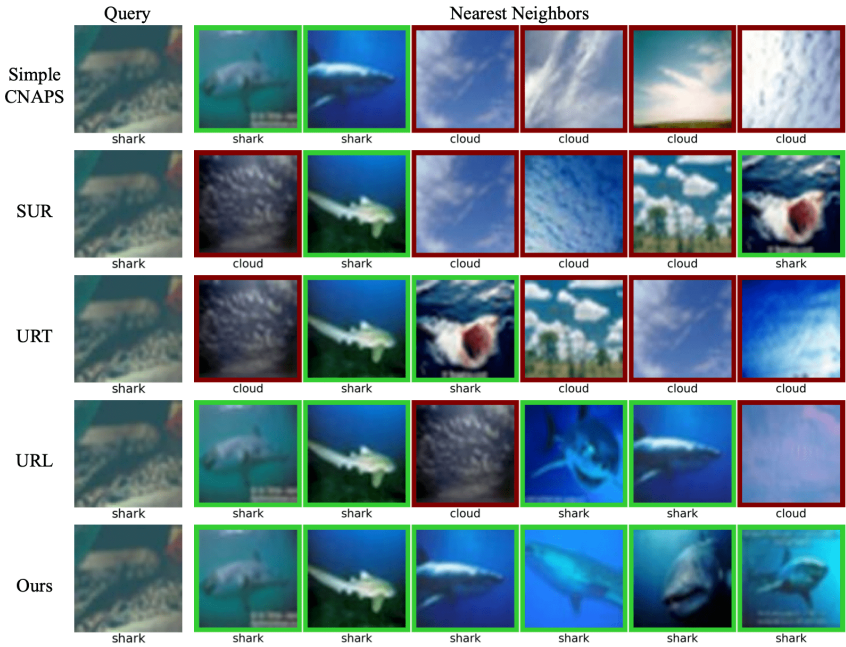 Query Nearest Neighbors
Simple
CNAPS
shark shark shark cloud cloud cloud cloud
SUR
shark cloud shark cloud cloud cloud shark
URT
shark cloud shark shark cloud cloud cloud
URL
shark shark shark cloud shark shark cloud
Ours
shark shark shark shark shark shark shark